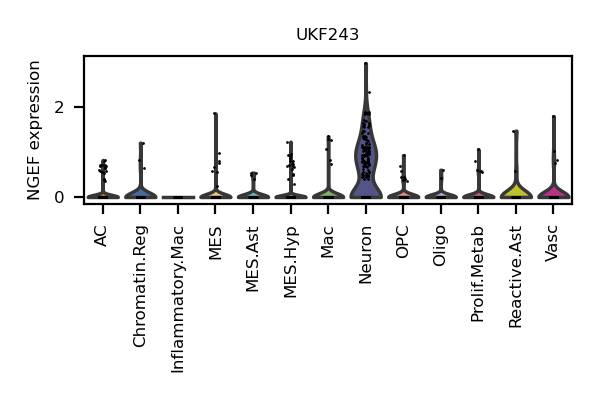 UKF243
NGEF expression
2
0
AC
Chromatin.Reg
Inflammatory.Mac
MES
MES.Ast
MES.Hyp
Mac
Neuron
OPC
Oligo
Prolif.Metab
Reactive.Ast
Vasc